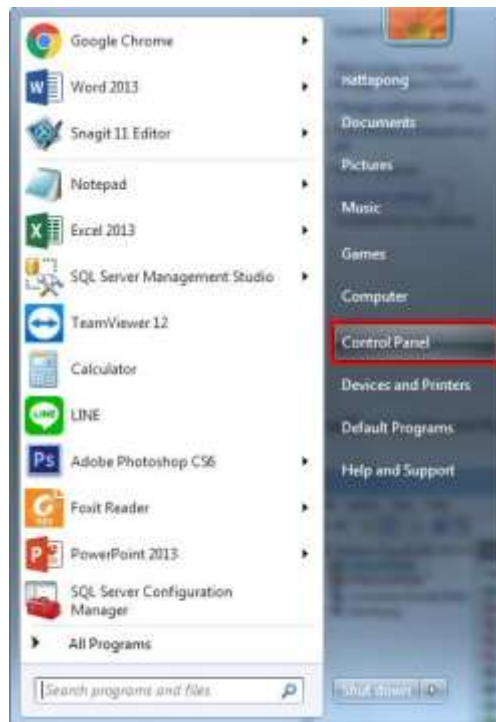 Google Chrome
Word 2013
Snagit 11 Editor
Notepad
Excel 2013
SQL Server Management Studio
TeamViewer 12
Calculator
LINE
Adobe Photoshop CS6
Foxit Reader
PowerPoint 2013
SQL Server Configuration
Manager
All Programs
Search programs and files
nattapong
Documents
Pictures
Music
Games
Computer
Control Panel
Devices and Printers
Default Programs
Help and Support
Shut down